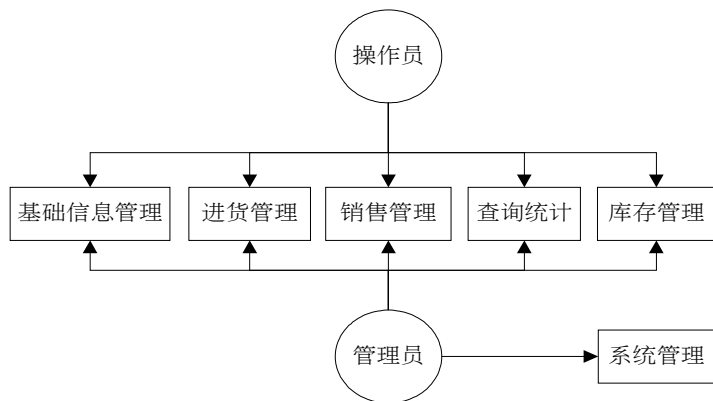 操作员
基础信息管理
进货管理
销售管理
查询统计
库存管理
管理员
系统管理